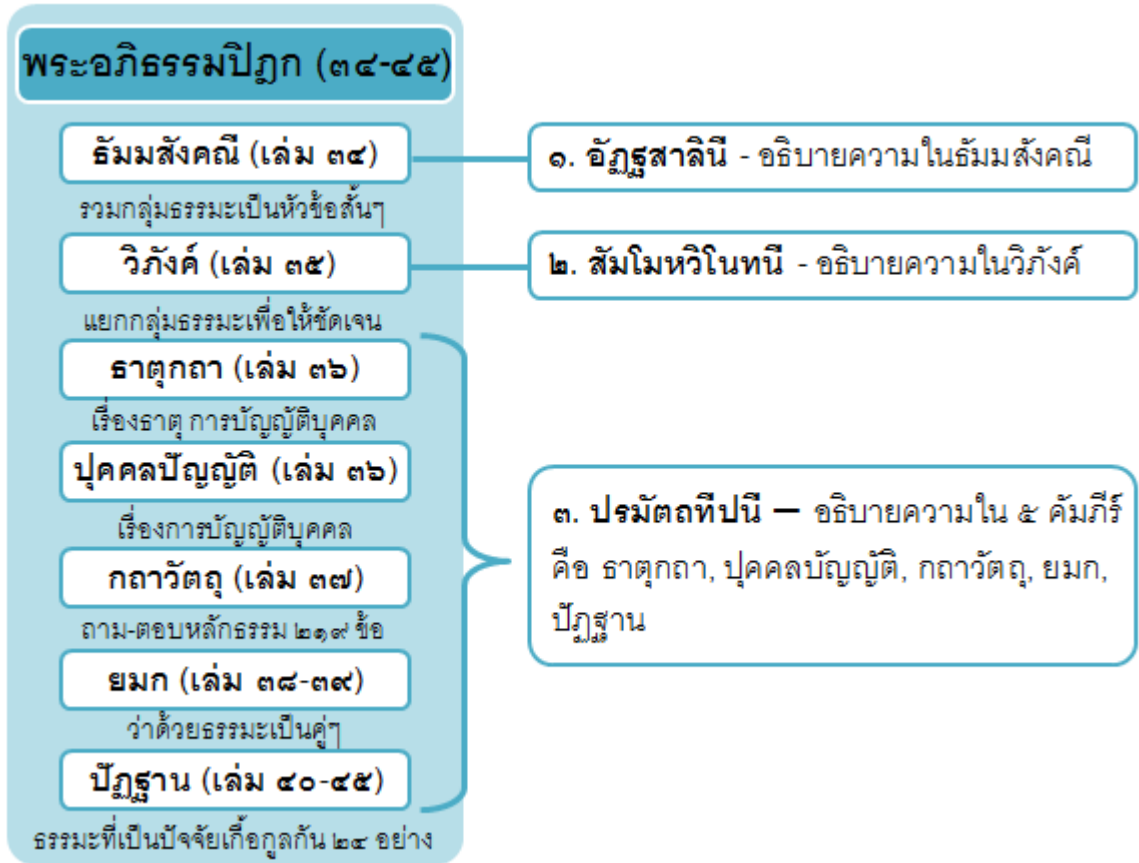 พระอภิธรรมปิฎก (๓๔-๔๕)
ธัมมสังคณี (เล่ม ๓๔)
รวมกลุ่มธรรมะเป็นหัวข้อสั้นๆ
วิภังค์ (เล่ม ๓๕)
แยกกลุ่มธรรมะเพื่อให้ชัดเจน
ธาตุกถา (เล่ม ๓๖)
เรื่องธาตุ การบัญญัติบุคคล
ปุคคลปัญญัติ (เล่ม ๓๖)
เรื่องการบัญญัติบุคคล
กถาวัตถุ (เล่ม ๓๗)
ถาม-ตอบหลักธรรม ๒๑๙ ข้อ
ยมก (เล่ม ๓๘-๓๙)
ว่าด้วยธรรมะเป็นคู่ๆ
ปัฏฐาน (เล่ม ๔๐-๔๕)
ธรรมะที่เป็นปัจจัยเกื้อกูลกัน ๒๔ อย่าง
๑. อัฏฐสาลินี - อธิบายความในธัมมสังคณี
๒. สัมโมหวิโนทนี - อธิบายความในวิภังค์
๓. ปรมัตถทีปนี – อธิบายความใน ๕ คัมภีร์
คือ ธาตุกถา, ปุคคลบัญญัติ, กถาวัตถุ, ยมก,
ปัฏฐาน